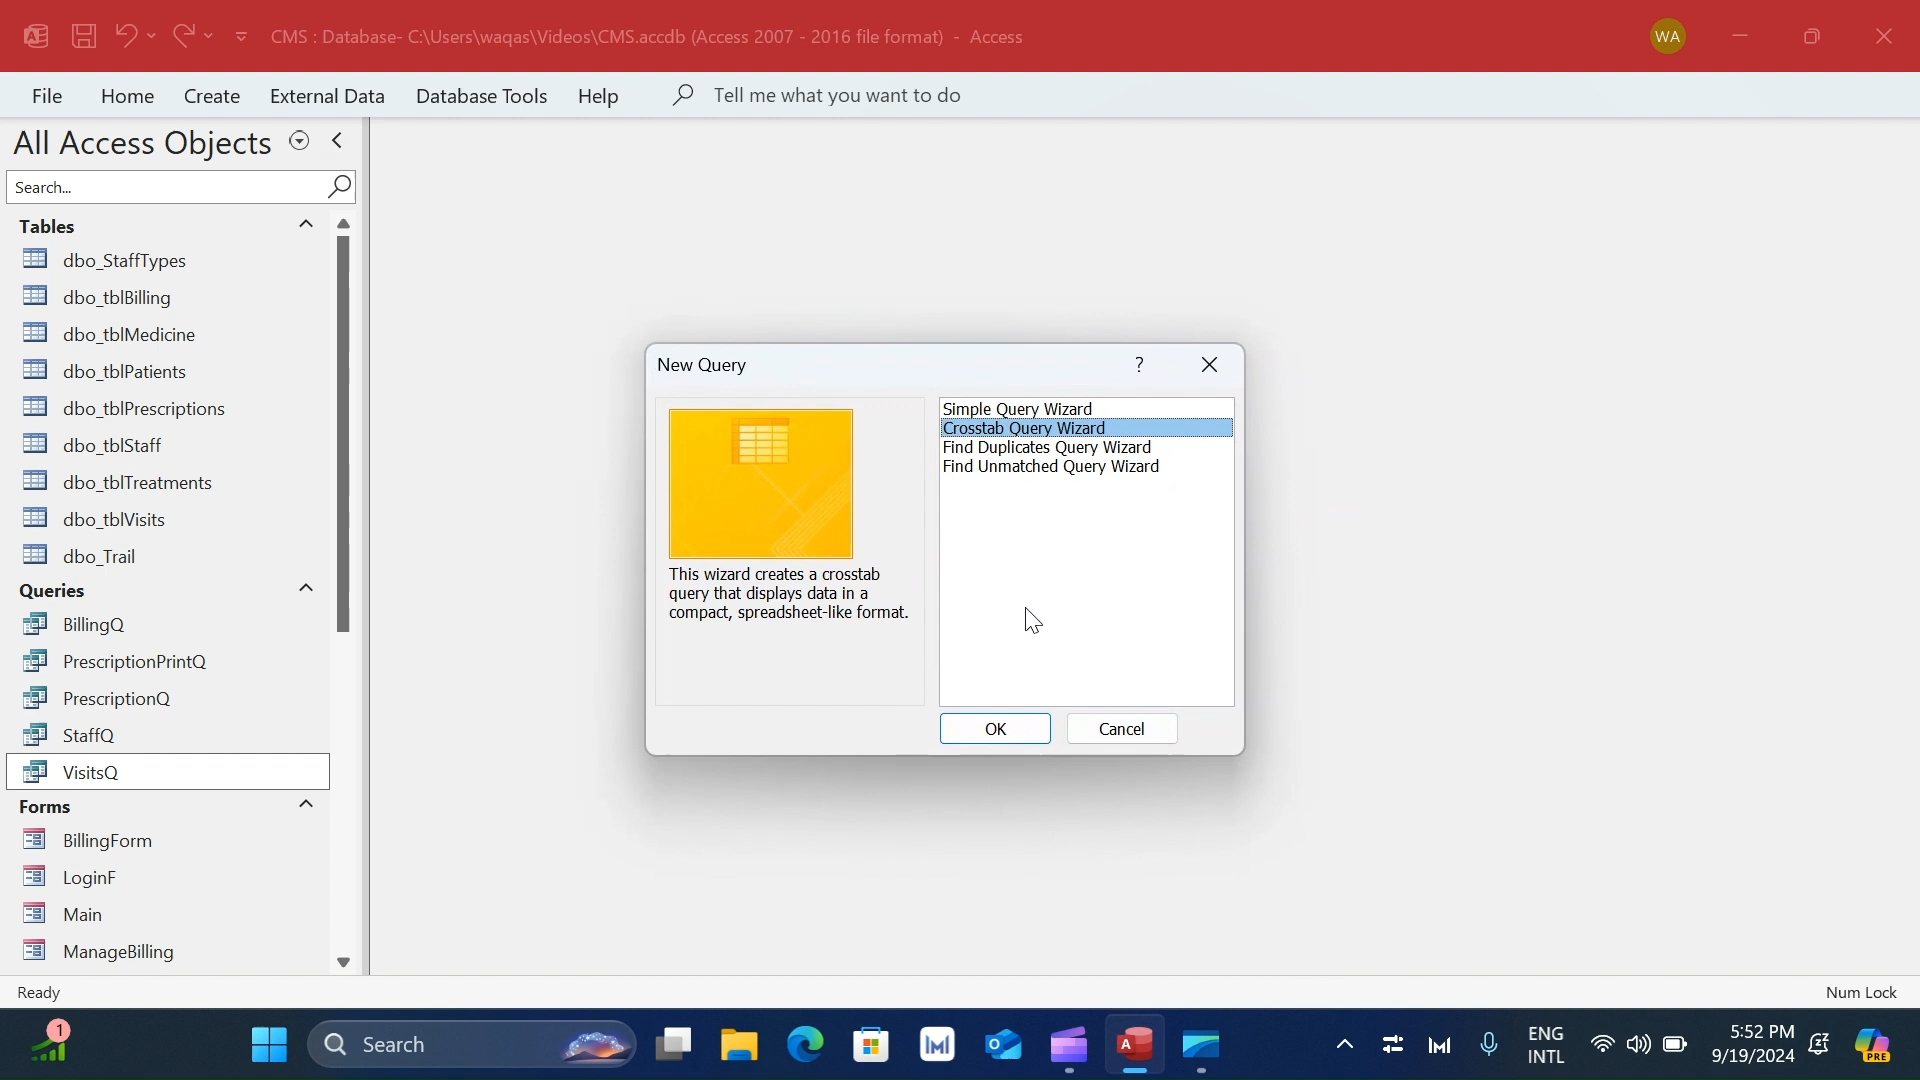 CMS : Database- C:\Users\waqas\Videos\CMS.accdb (Access 2007 - 2016 file format) - Access
WA
File Home Create External Data Database Tools Help Tell me what you want to do
All Access Objects
Search...
Tables
dbo_StaffTypes
dbo_tblBilling
dbo_tblMedicine
dbo_tblPatients
dbo_tblPrescriptions
dbo_tblStaff
dbo_tblTreatments
dbo_tblVisits
dbo_Trail
Queries
BillingQ
PrescriptionPrintQ
PrescriptionQ
StaffQ
VisitsQ
Forms
BillingForm
LoginF
Main
ManageBilling
New Query
?
This wizard creates a crosstab
query that displays data in a
compact, spreadsheet-like format.
Simple Query Wizard
Crosstab Query Wizard
Find Duplicates Query Wizard
Find Unmatched Query Wizard
OK Cancel
Ready Num Lock
1
Search
A
ENG
INTL
5:52 PM
9/19/2024
PRE